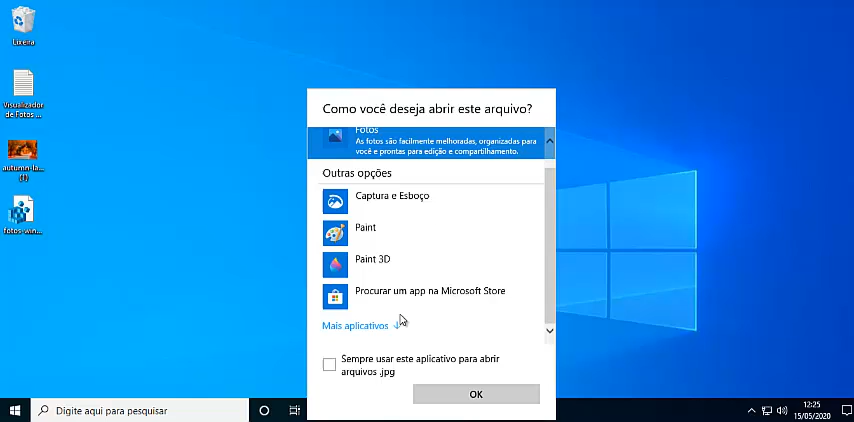 Lixeira
Visualizador
de Fotos ...
autumn-la...
(1)
fotos-win...
Como você deseja abrir este arquivo?
Fotos
As fotos são facilmente melhoradas, organizadas para
você e prontas para edição e compartilhamento.
Outras opções
Captura e Esboço
Paint
Paint 3D
Procurar um app na Microsoft Store
Mais aplicativos
Sempre usar este aplicativo para abrir
arquivos .jpg
OK
Digite aqui para pesquisar
12:25
15/05/2020